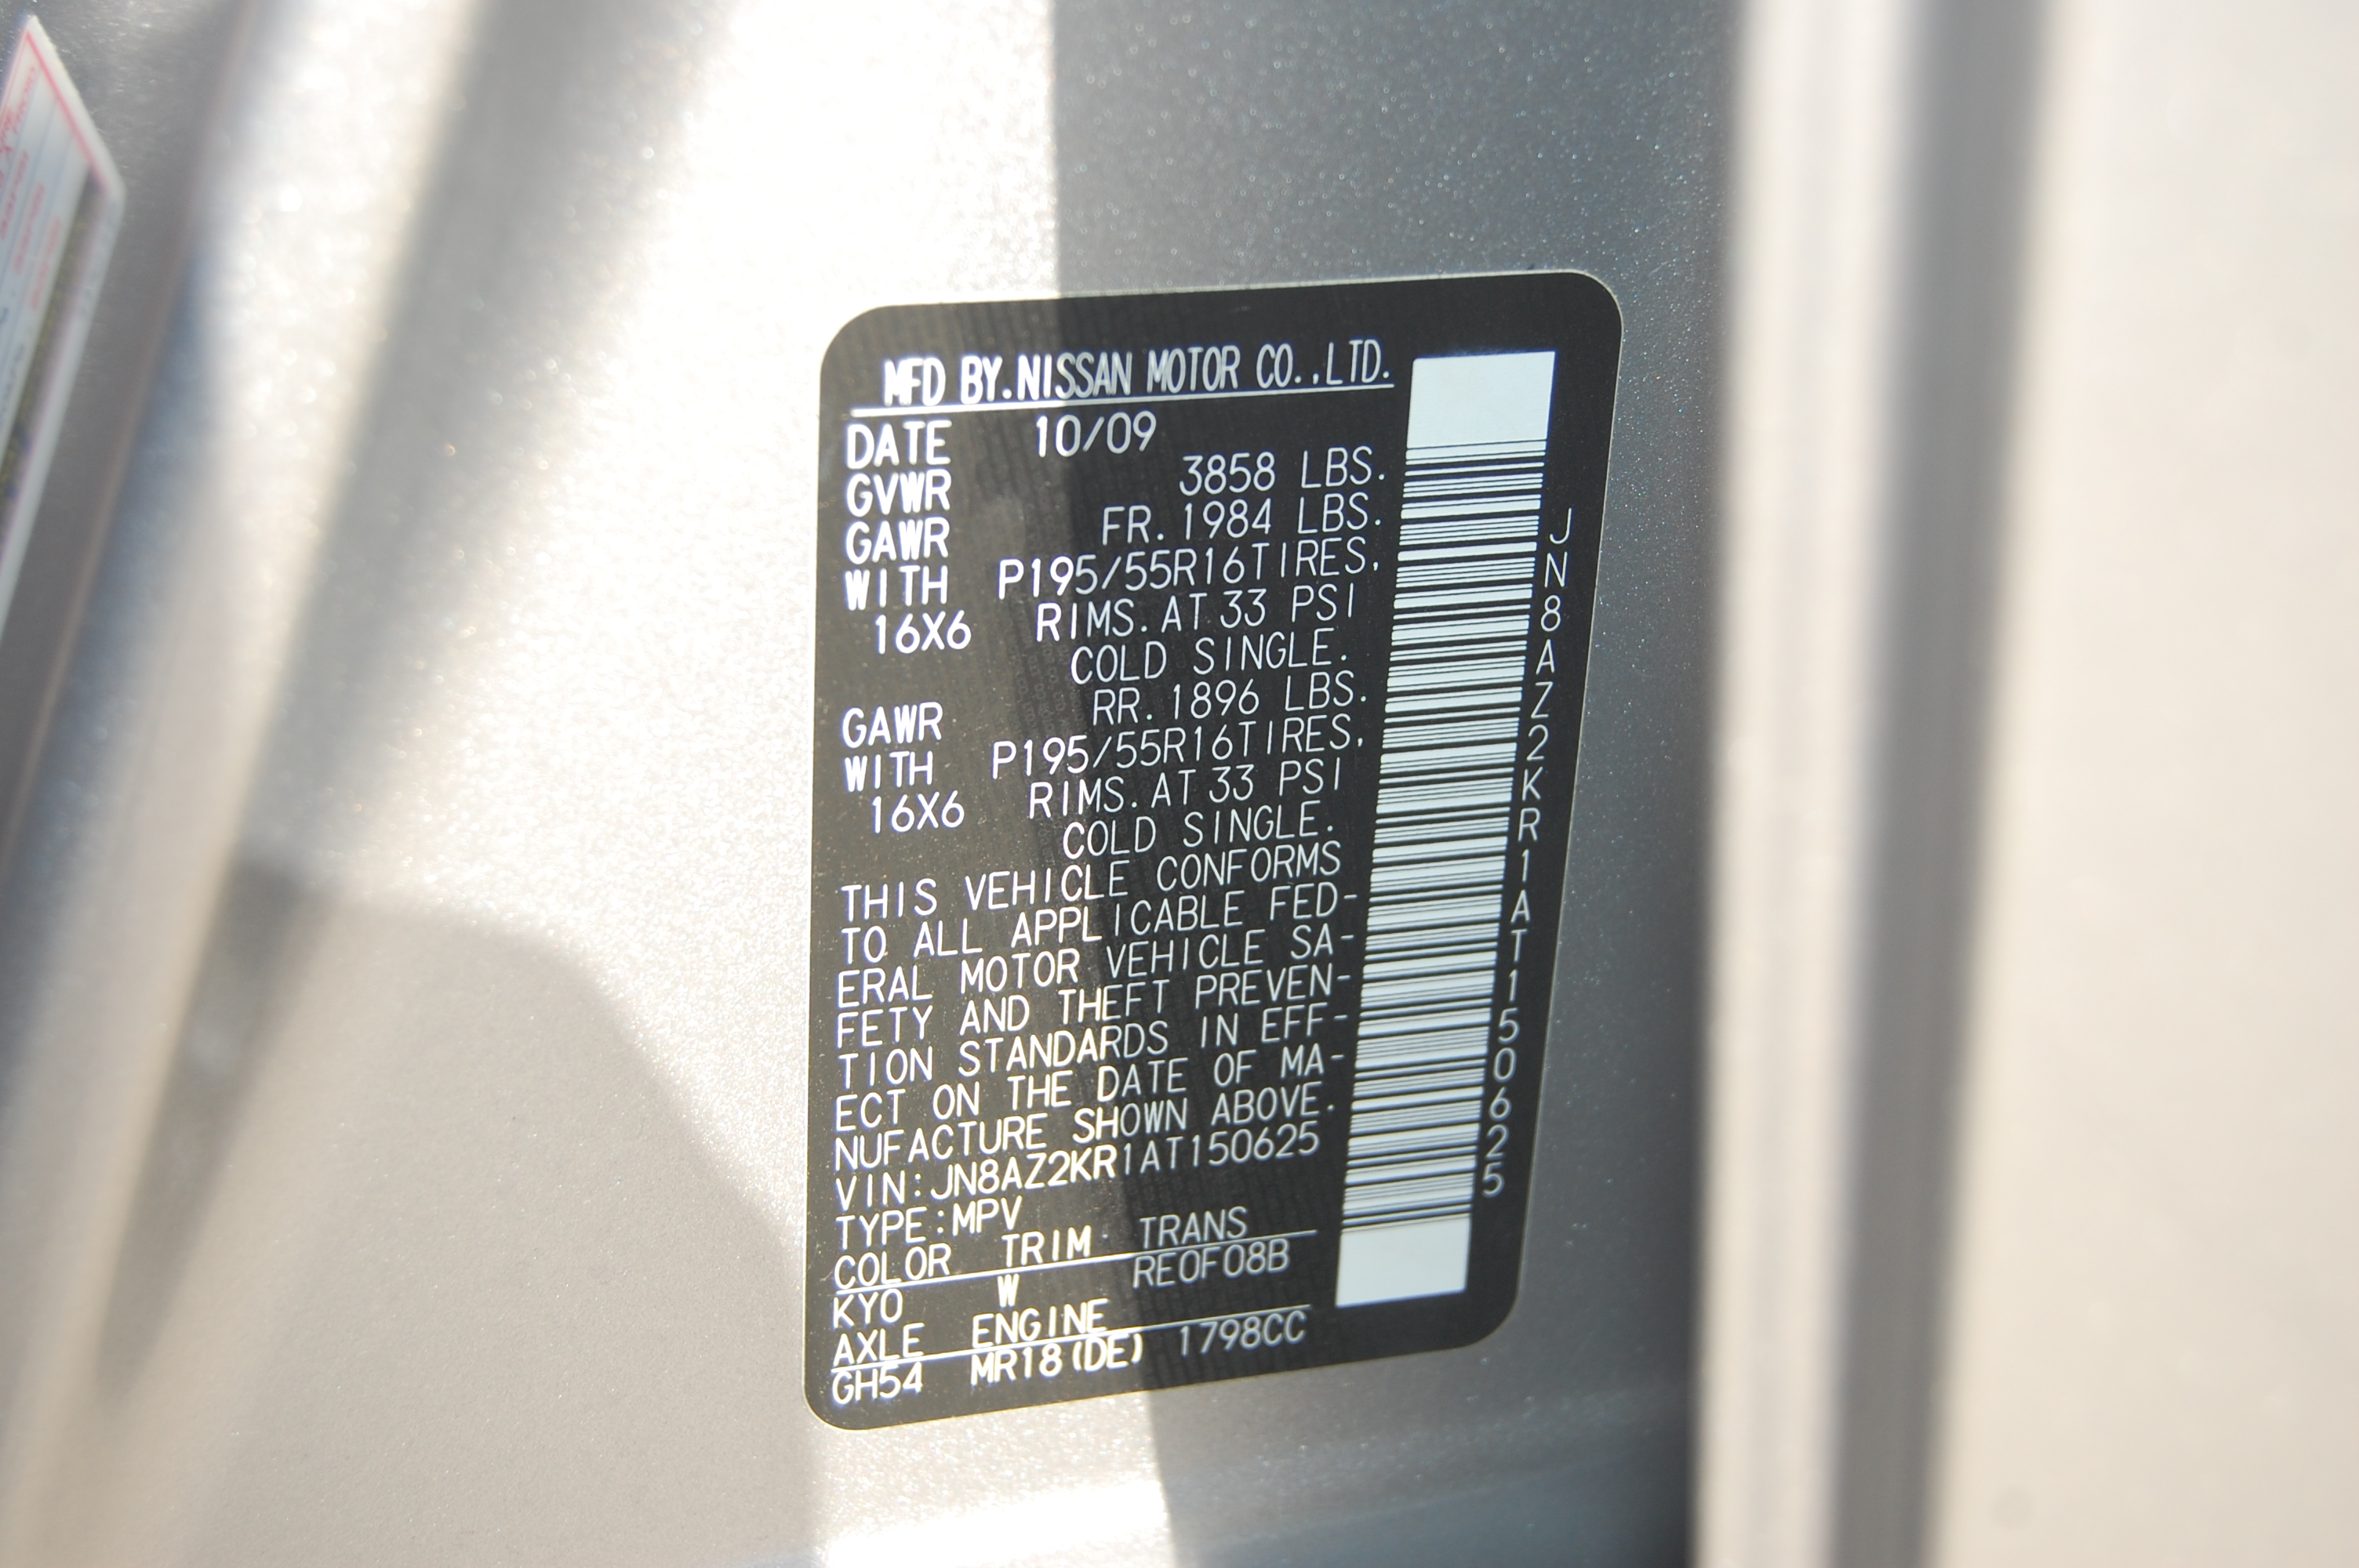 MFD BY.NISSAN MOTOR CO.,LTD.
DATE 10/09
GVWR 3858 LBS.
GAWR FR. 1984 LBS.
WITH P195/55R16TIRES,
16X6 RIMS. AT 33 PSI
COLD SINGLE.
GAWR RR. 1896 LBS.
WITH P195/55R16TIRES,
16X6 RIMS. AT 33 PSI
COLD SINGLE.
THIS VEHICLE CONFORMS
TO ALL APPLICABLE FED-
ERAL MOTOR VEHICLE SA-
FETY AND THEFT PREVEN-
TION STANDARDS IN EFF-
ECT ON THE DATE OF MA-
NUFACTURE SHOWN ABOVE.
VIN:JN8AZ2KR1AT150625
TYPE:MPV
COLOR TRIM TRANS
KY0 W RE0F08B
AXLE ENGINE
GH54 MR18(DE) 1798CC
JN8AZ2KR1AT150625